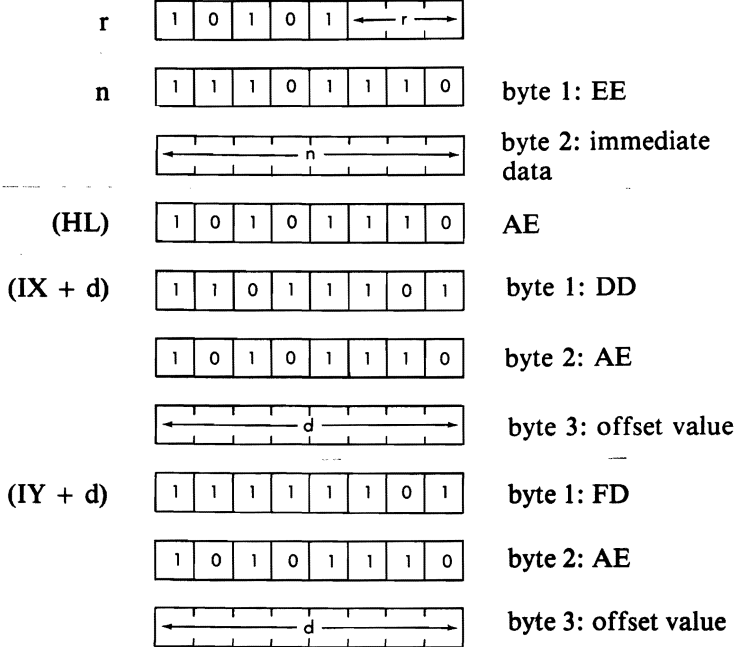 r 1 0 1 0 1 r
n 1 1 1 0 1 1 1 0 byte 1: EE
n byte 2: immediate
data
(HL) 1 0 1 0 1 1 1 0 AE
(IX + d) 1 1 0 1 1 1 0 1 byte 1: DD
1 0 1 0 1 1 1 0 byte 2: AE
d byte 3: offset value
(IY + d) 1 1 1 1 1 1 0 1 byte 1: FD
1 0 1 0 1 1 1 0 byte 2: AE
d byte 3: offset value